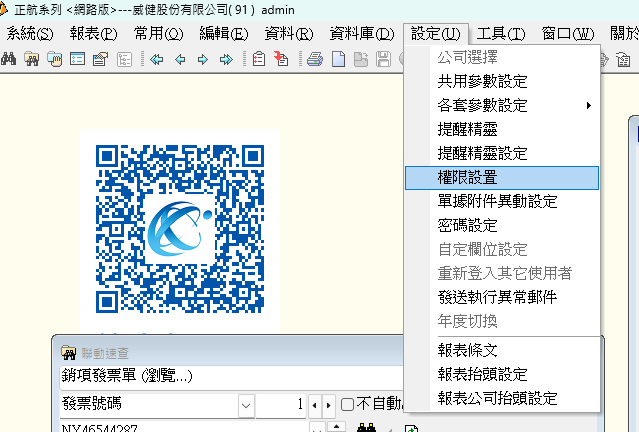 正航系列 <網路版>---威健股份有限公司( 91 )  admin
系統(S) 報表(P) 常用(O) 編輯(E) 資料(R) 資料庫(D) 設定(U) 工具(T) 窗口(W) 關於
公司選擇
共用參數設定
各套參數設定
提醒精靈
提醒精靈設定
權限設置
單據附件異動設定
密碼設定
自定欄位設定
重新登入其它使用者
發送執行異常郵件
年度切換
報表條文
報表抬頭設定
報表公司抬頭設定
聯動速查
銷項發票單 (瀏覽...)
發票號碼 1 不自動
NY46544287